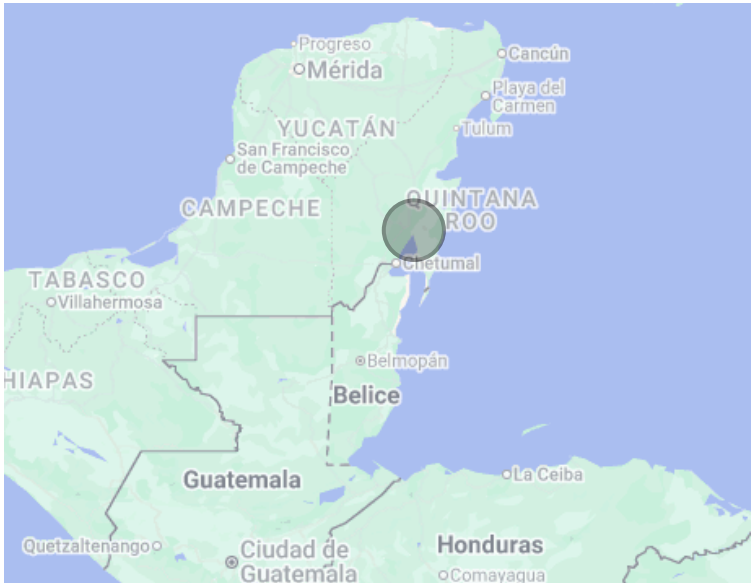 Progreso
Cancún
Mérida
Playa del
Carmen
YUCATÁN
Tulum
San Francisco
de Campeche
QUINTANA
ROO
CAMPECHE
Chetumal
TABASCO
Villahermosa
Belmopán
HIAPAS
Belice
Guatemala
La Ceiba
Quetzaltenango
Ciudad de
Guatemala
Honduras
Comayagua